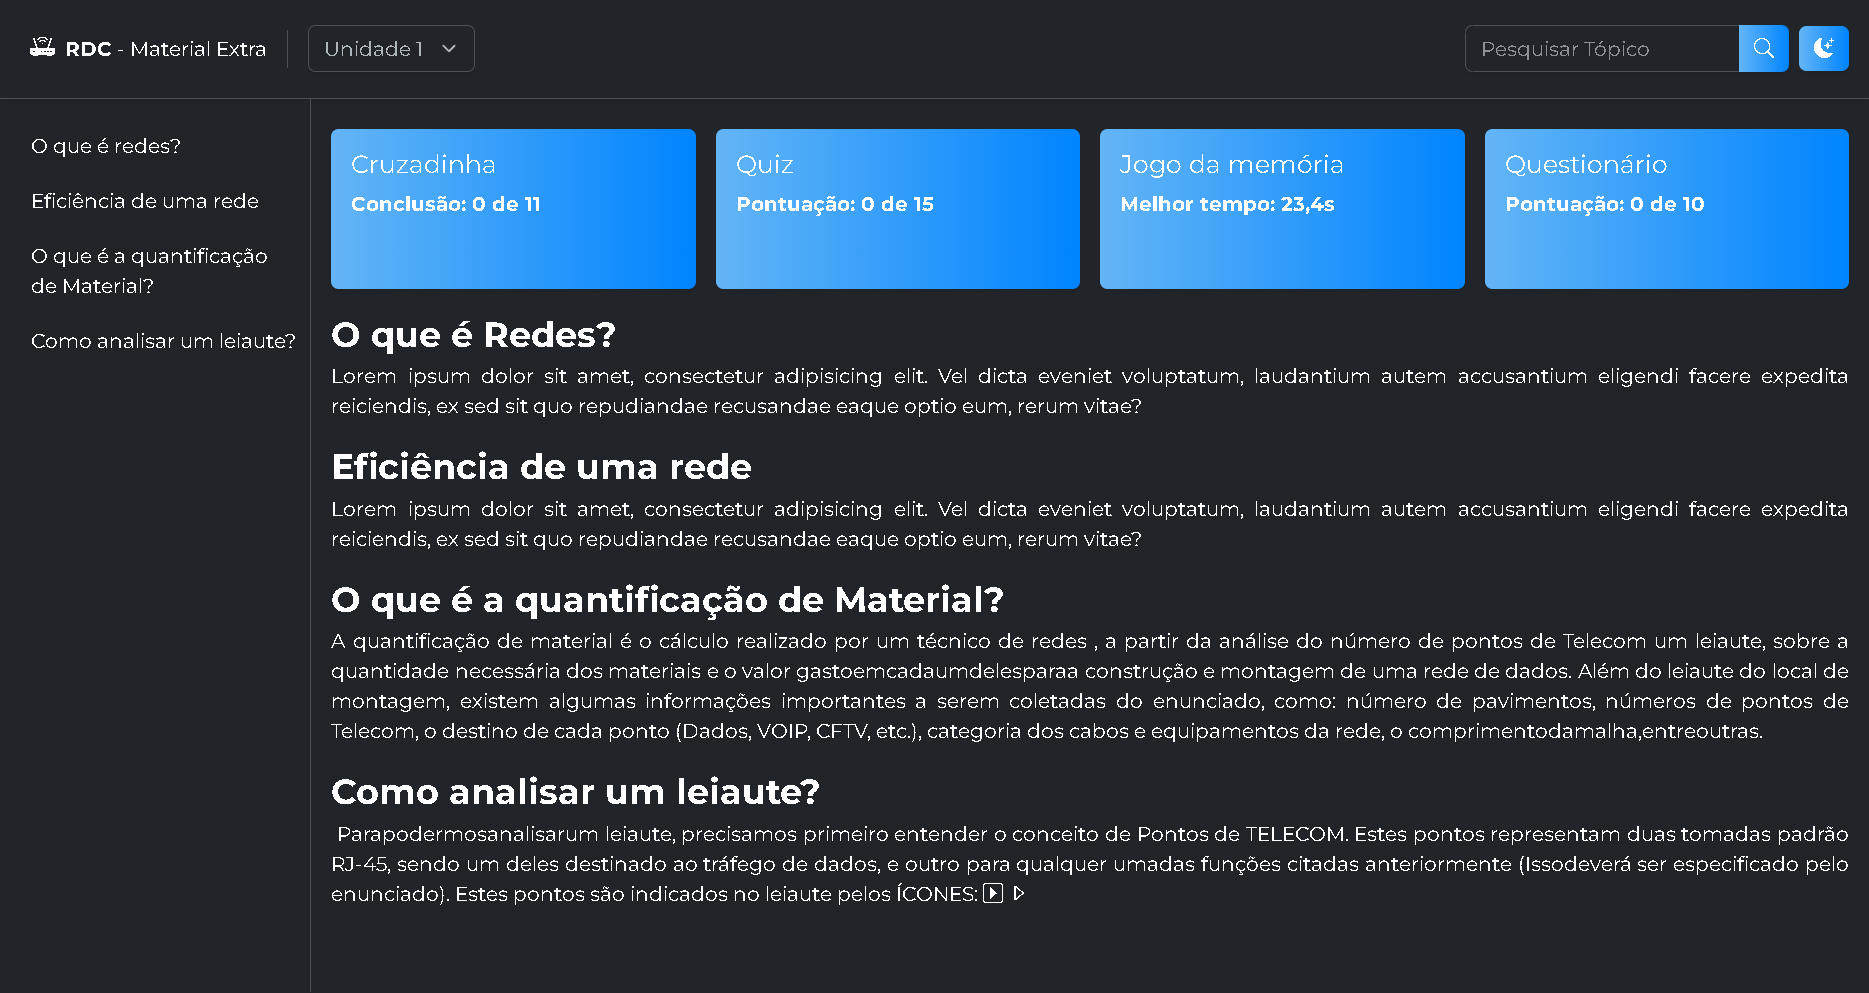 RDC - Material Extra
Unidade 1
Pesquisar Tópico
O que é redes?
Eficiência de uma rede
O que é a quantificação
de Material?
Como analisar um leiaute?
Cruzadinha
Conclusão: 0 de 11
Quiz
Pontuação: 0 de 15
Jogo da memória
Melhor tempo: 23,4s
Questionário
Pontuação: 0 de 10
O que é Redes?
Lorem ipsum dolor sit amet, consectetur adipisicing elit. Vel dicta eveniet voluptatum, laudantium autem accusantium eligendi facere expedita
reiciendis, ex sed sit quo repudiandae recusandae eaque optio eum, rerum vitae?
Eficiência de uma rede
Lorem ipsum dolor sit amet, consectetur adipisicing elit. Vel dicta eveniet voluptatum, laudantium autem accusantium eligendi facere expedita
reiciendis, ex sed sit quo repudiandae recusandae eaque optio eum, rerum vitae?
O que é a quantificação de Material?
A quantificação de material é o cálculo realizado por um técnico de redes , a partir da análise do número de pontos de Telecom um leiaute, sobre a
quantidade necessária dos materiais e o valor gastoemcadaumdelesparaa construção e montagem de uma rede de dados. Além do leiaute do local de
montagem, existem algumas informações importantes a serem coletadas do enunciado, como: número de pavimentos, números de pontos de
Telecom, o destino de cada ponto (Dados, VOIP, CFTV, etc.), categoria dos cabos e equipamentos da rede, o comprimentodamalha,entreoutras.
Como analisar um leiaute?
Parapodermosanalisarum leiaute, precisamos primeiro entender o conceito de Pontos de TELECOM. Estes pontos representam duas tomadas padrão
RJ-45, sendo um deles destinado ao tráfego de dados, e outro para qualquer umadas funções citadas anteriormente (Issodeverá ser especificado pelo
enunciado). Estes pontos são indicados no leiaute pelos ÍCONES: